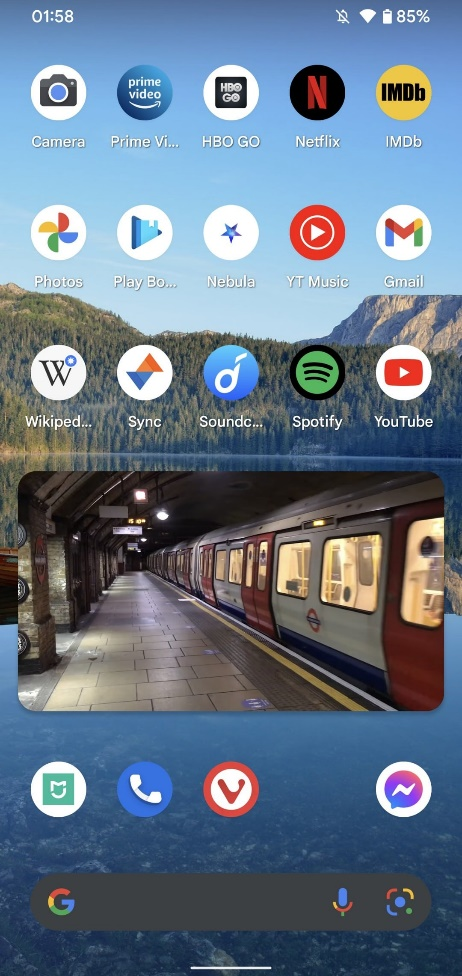 01:58
85%
prime
video
HBO
GO
N
IMDb
Camera
Prime Vi...
HBO GO
Netflix
IMDb
Photos
Play Bo...
Nebula
YT Music
Gmail
W
Wikiped...
Sync
Soundc...
Spotify
YouTube
G